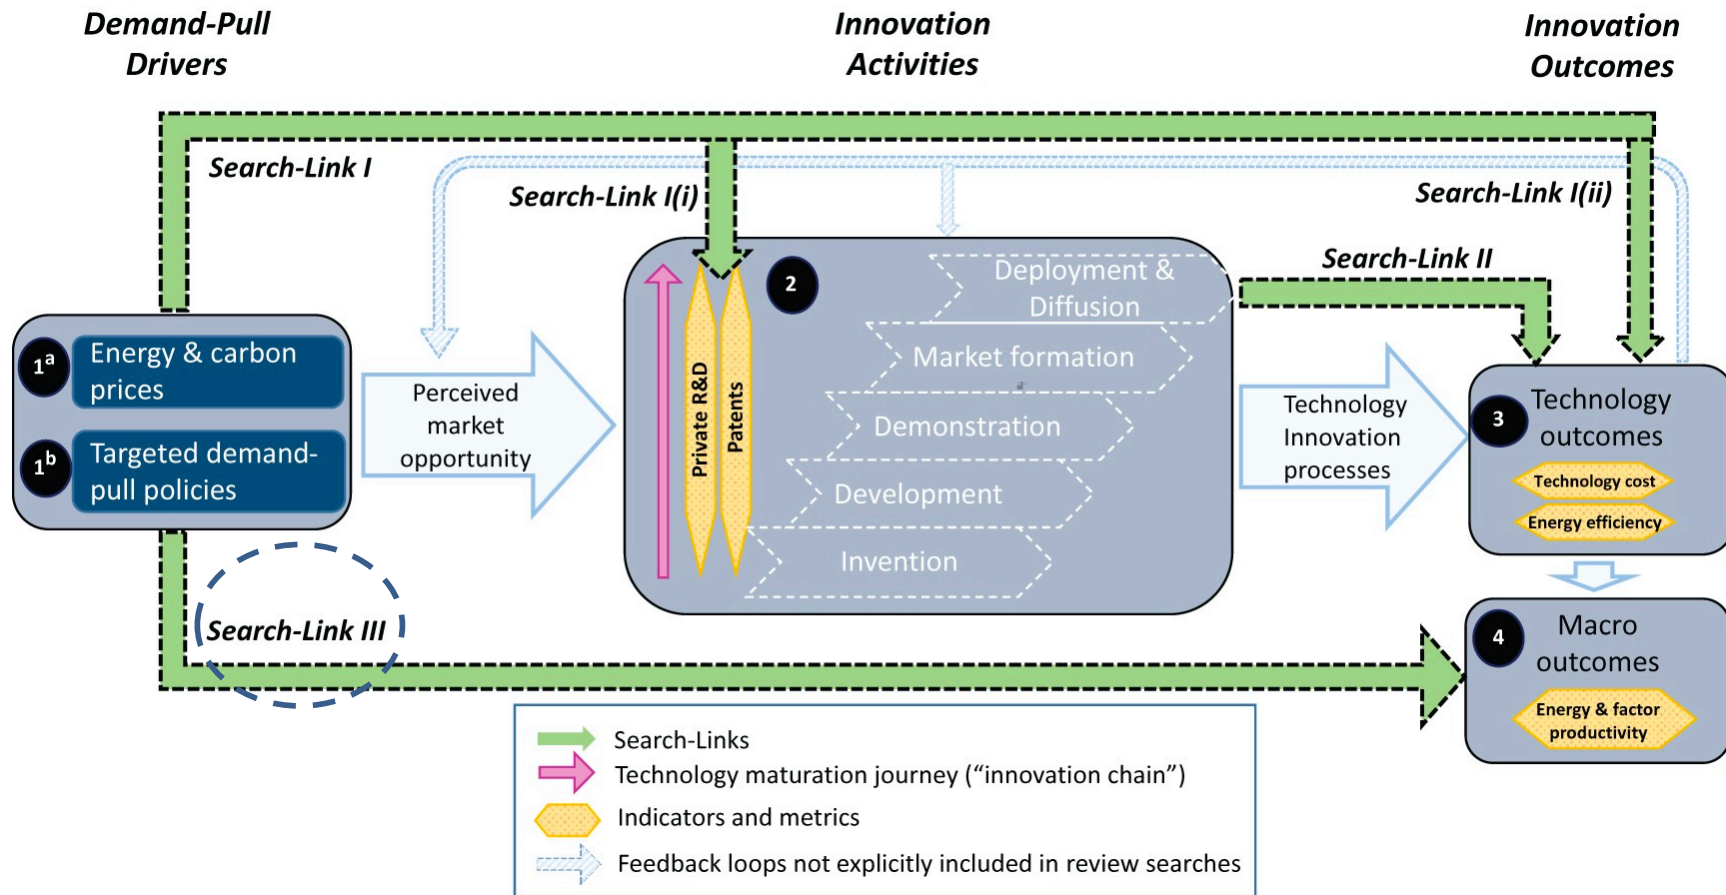 Demand-Pull
Drivers
Innovation
Activities
Innovation
Outcomes
Search-Link I
Search-Link I(i)
Search-Link I(ii)
Search-Link II
1a
Energy & carbon
prices
1b
Targeted demand-
pull policies
Perceived
market
opportunity
Private R&D
Patents
2
Deployment &
Diffusion
Market formation
Demonstration
Development
Invention
Technology
Innovation
processes
3
Technology
outcomes
Technology cost
Energy efficiency
Search-Link III
4
Macro
outcomes
Energy & factor
productivity
Search-Links
Technology maturation journey (“innovation chain”)
Indicators and metrics
Feedback loops not explicitly included in review searches